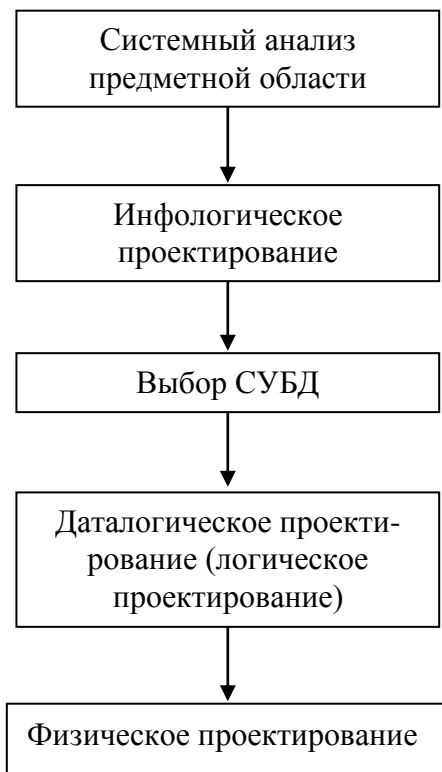 Системный анализ
предметной области
Инфологическое
проектирование
Выбор СУБД
Даталогическое проекти-
рование (логическое
проектирование)
Физическое проектирование